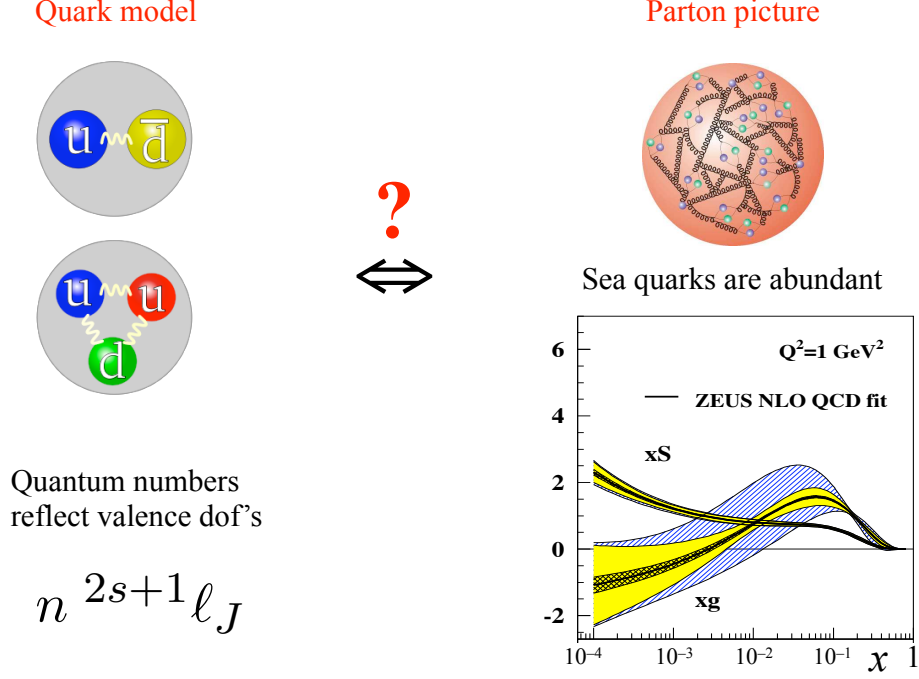 Quark model
u d̅
u u
d
Quantum numbers
reflect valence dof's
n ²ˢ⁺¹ℓ_J
?
⇔
Parton picture
Sea quarks are abundant
Q²=1 GeV²
ZEUS NLO QCD fit
xS
xg
6
4
2
0
-2
10⁻⁴ 10⁻³ 10⁻² 10⁻¹ x 1